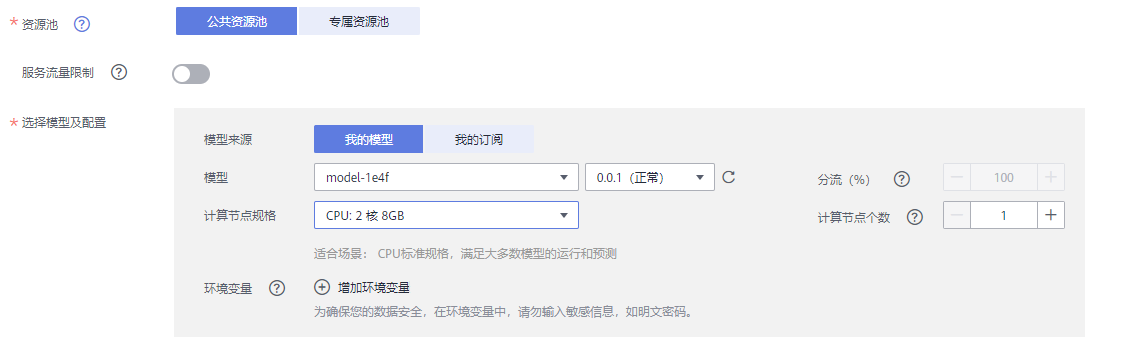 * 资源池 ? 公共资源池 专属资源池
服务流量限制 ?
* 选择模型及配置
模型来源 我的模型 我的订阅
模型 model-1e4f 0.0.1（正常） 分流（%） ? 100
计算节点规格 CPU: 2 核 8GB 计算节点个数 ? 1
适合场景： CPU标准规格，满足大多数模型的运行和预测
环境变量 ? 增加环境变量
为确保您的数据安全，在环境变量中，请勿输入敏感信息，如明文密码。